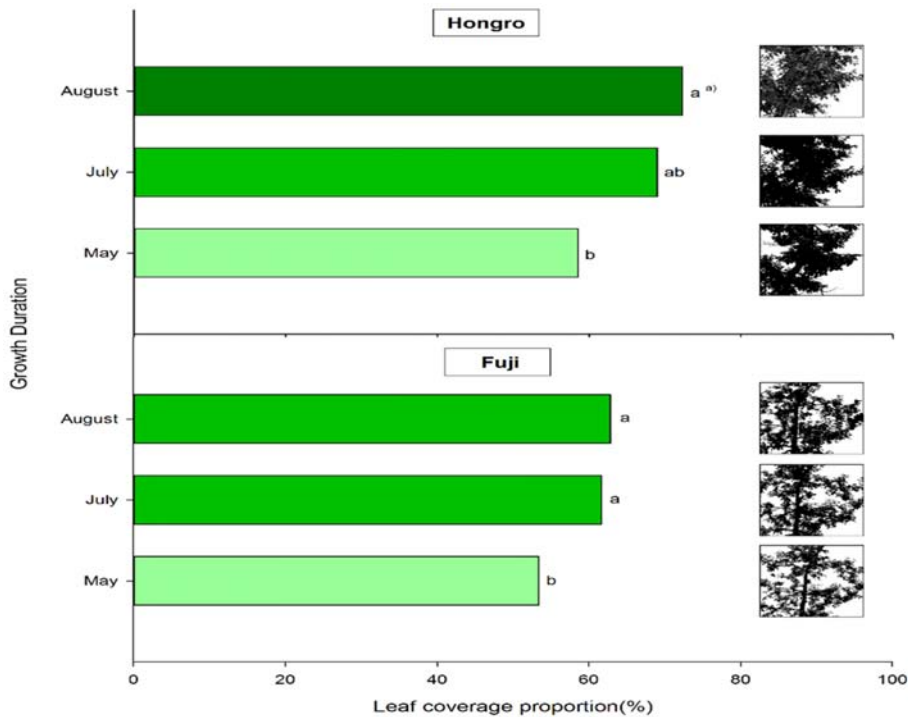 Hongro
August
a a)
July
ab
May
b
Growth Duration
Fuji
August
a
July
a
May
b
0 20 40 60 80 100
Leaf coverage proportion(%)